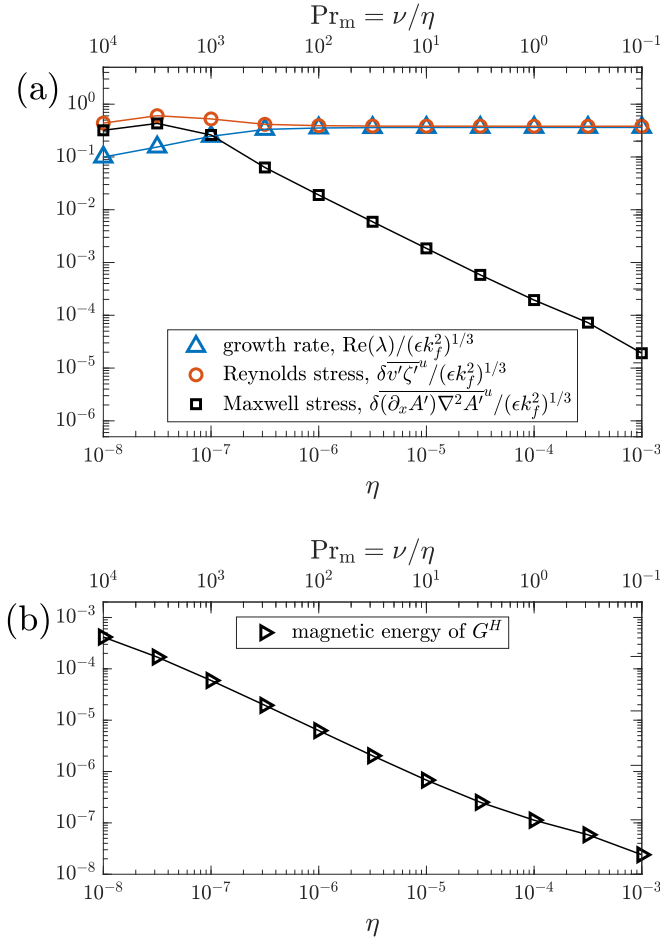 Pr_m = ν/η
10^4 10^3 10^2 10^1 10^0 10^-1
(a)
10^0
10^-1
10^-2
10^-3
10^-4
10^-5
10^-6
growth rate, Re(λ)/(ϵk_f^2)^1/3
Reynolds stress, δ\overline{v′ζ′}^u/(ϵk_f^2)^1/3
Maxwell stress, δ\overline{(∂_xA′)∇^2A′}^u/(ϵk_f^2)^1/3
10^-8 10^-7 10^-6 10^-5 10^-4 10^-3
η
Pr_m = ν/η
10^4 10^3 10^2 10^1 10^0 10^-1
(b)
10^-3
10^-4
10^-5
10^-6
10^-7
10^-8
magnetic energy of G^H
10^-8 10^-7 10^-6 10^-5 10^-4 10^-3
η